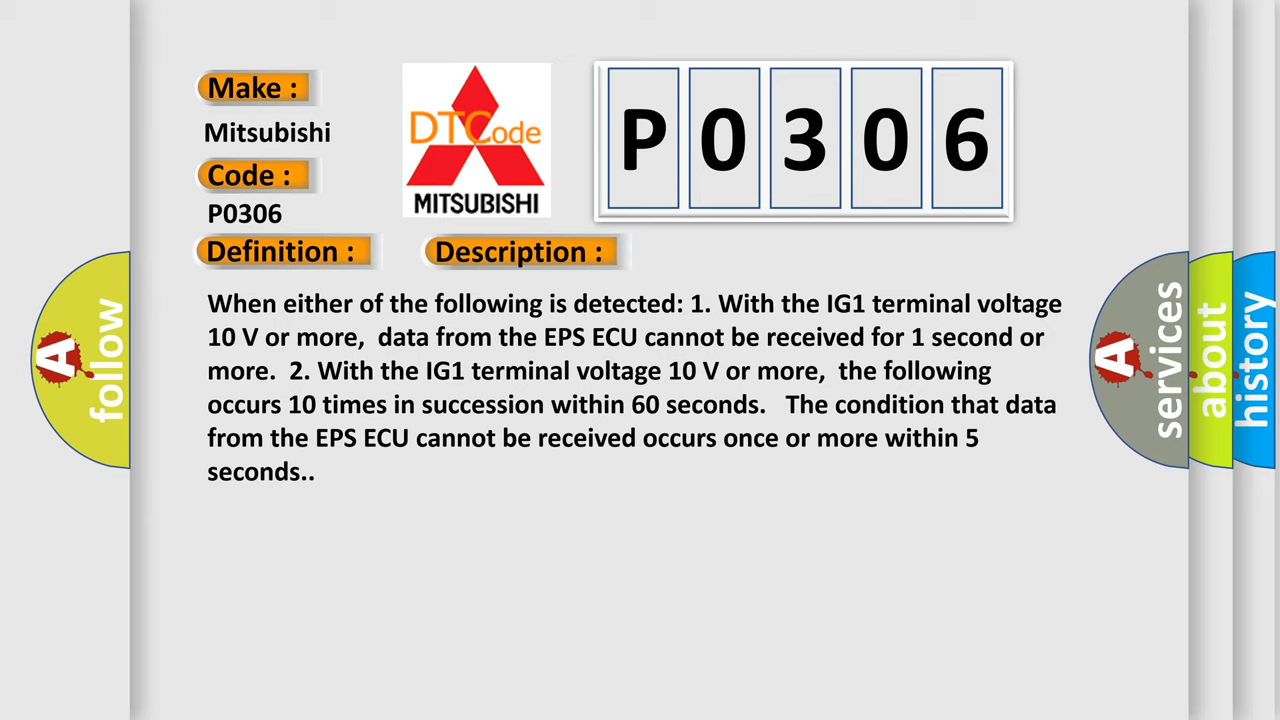 Make :
Mitsubishi
Code :
P0306
Definition :
Description :
DTCode
MITSUBISHI
P0306
When either of the following is detected: 1. With the IG1 terminal voltage
10 V or more,  data from the EPS ECU cannot be received for 1 second or
more.  2. With the IG1 terminal voltage 10 V or more,  the following
occurs 10 times in succession within 60 seconds.   The condition that data
from the EPS ECU cannot be received occurs once or more within 5
seconds..
A
follow
A
services
about
history